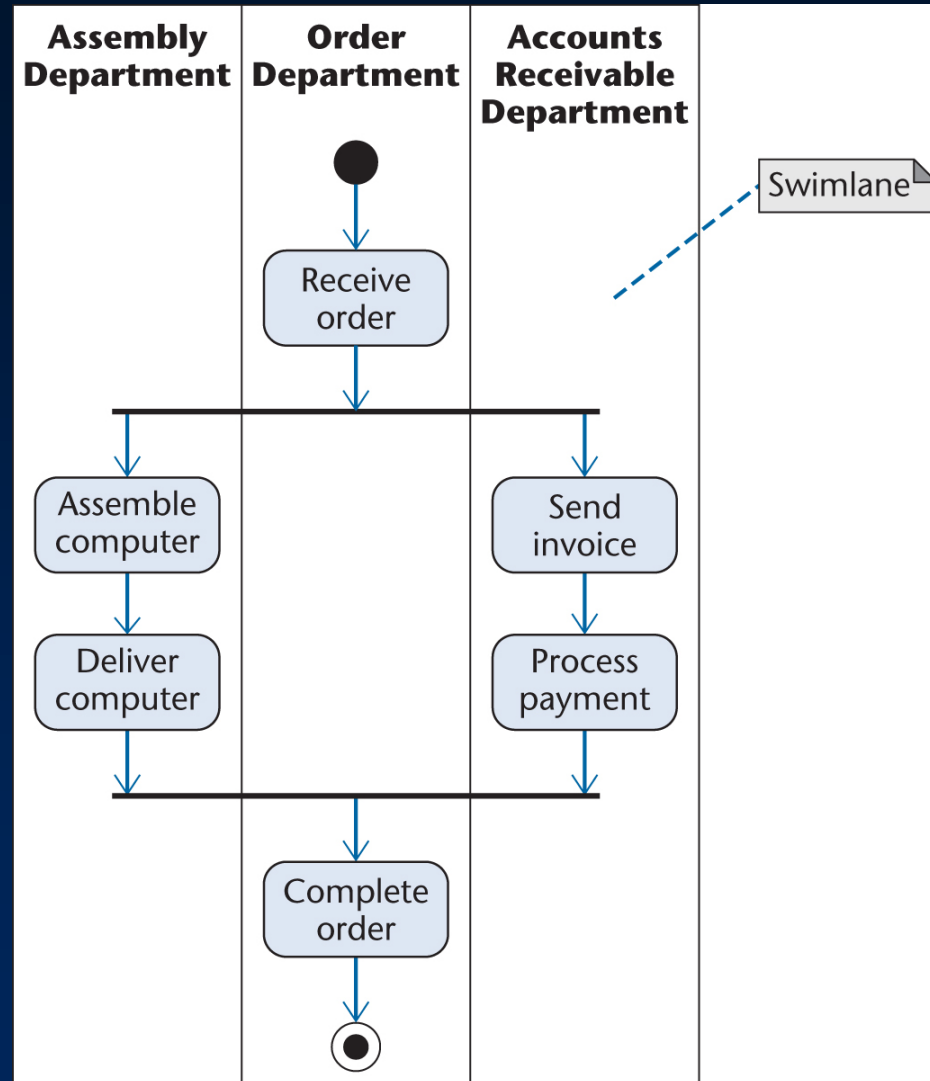 Assembly
Department
Order
Department
Accounts
Receivable
Department
Swimlane
Receive
order
Assemble
computer
Send
invoice
Deliver
computer
Process
payment
Complete
order